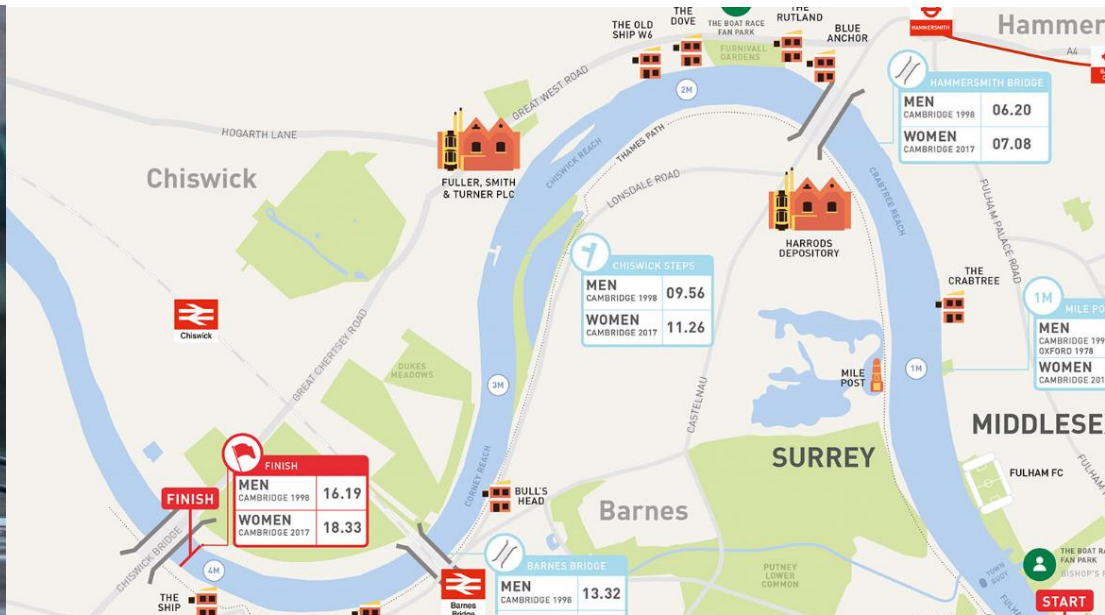 THE OLD
SHIP W6
THE
DOVE
THE BOAT RACE
FAN PARK
THE
RUTLAND
BLUE
ANCHOR
FURNIVALL
GARDENS
HAMMERSMITH
Hammer
A4
HAMMERSMITH BRIDGE
MEN
CAMBRIDGE 1998
06.20
WOMEN
CAMBRIDGE 2017
07.08
GREAT WEST ROAD
HOGARTH LANE
2M
Chiswick
FULLER, SMITH
& TURNER PLC
CHISWICK REACH
THAMES PATH
LONSDALE ROAD
CRABTREE REACH
FULHAM PALACE ROAD
HARRODS
DEPOSITORY
CHISWICK STEPS
MEN
CAMBRIDGE 1998
09.56
WOMEN
CAMBRIDGE 2017
11.26
THE
CRABTREE
1M
MILE PO
MEN
CAMBRIDGE 199
OXFORD 1978
WOMEN
CAMBRIDGE 201
Chiswick
GREAT CHERTSEY ROAD
DUKES
MEADOWS
3M
CASTELNAU
MILE
POST
1M
MIDDLESE
SURREY
FULHAM FC
FULHAM
FINISH
FINISH
MEN
CAMBRIDGE 1998
16.19
WOMEN
CAMBRIDGE 2017
18.33
CORNEY REACH
BULL'S
HEAD
Barnes
CHISWICK BRIDGE
4M
THE
SHIP
Barnes
Bridge
BARNES BRIDGE
MEN
CAMBRIDGE 1998
13.32
PUTNEY
LOWER
COMMON
TOWN
BUOY
THE BOAT RA
FAN PARK
BISHOP'S
START